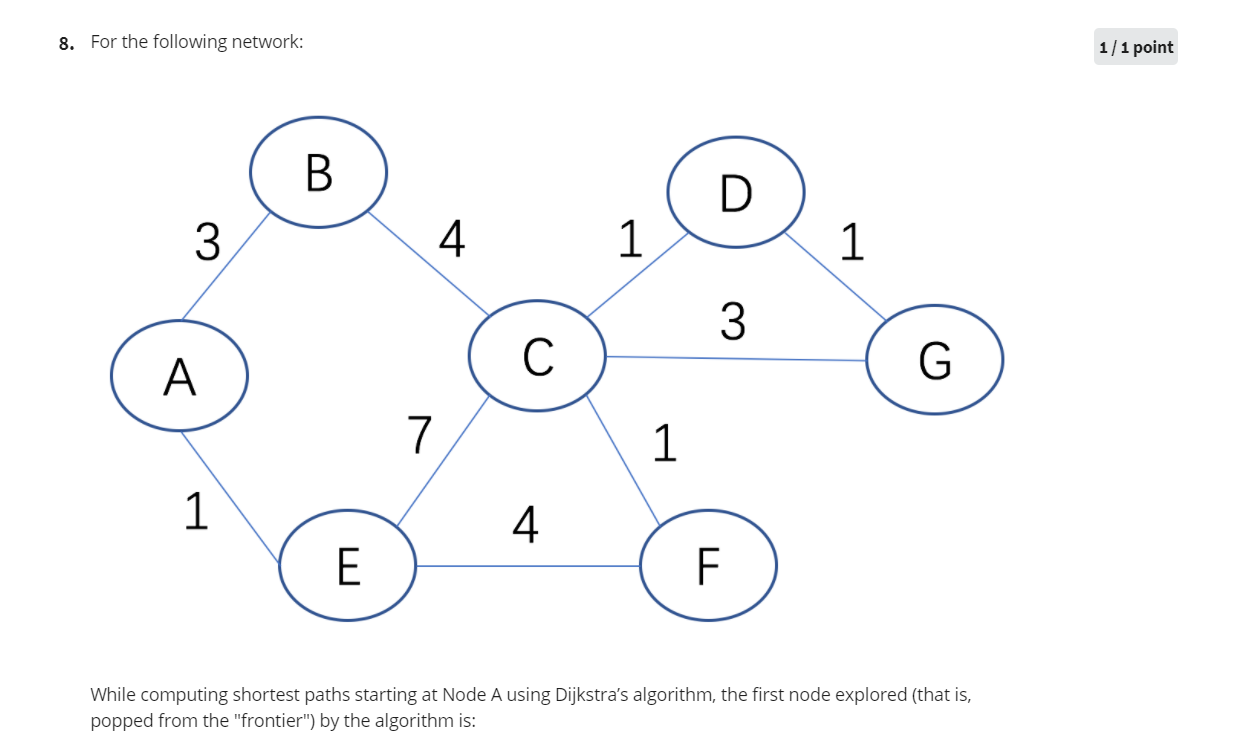 8. For the following network:
1 / 1 point
B
D
3
4
1
1
3
C
G
A
7
1
1
4
E
F
While computing shortest paths starting at Node A using Dijkstra’s algorithm, the first node explored (that is,
popped from the "frontier") by the algorithm is: